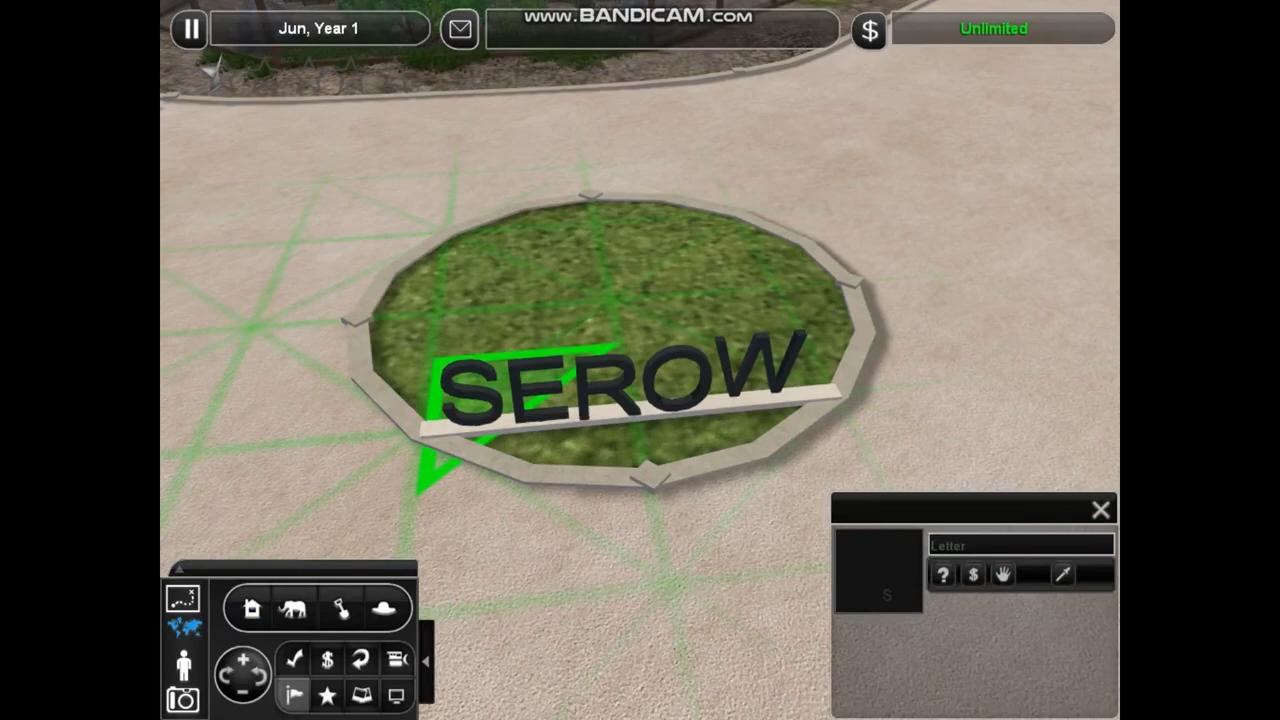 www.BANDICAM.com
Jun, Year 1
$
Unlimited
SEROW
Letter
? $
S
$